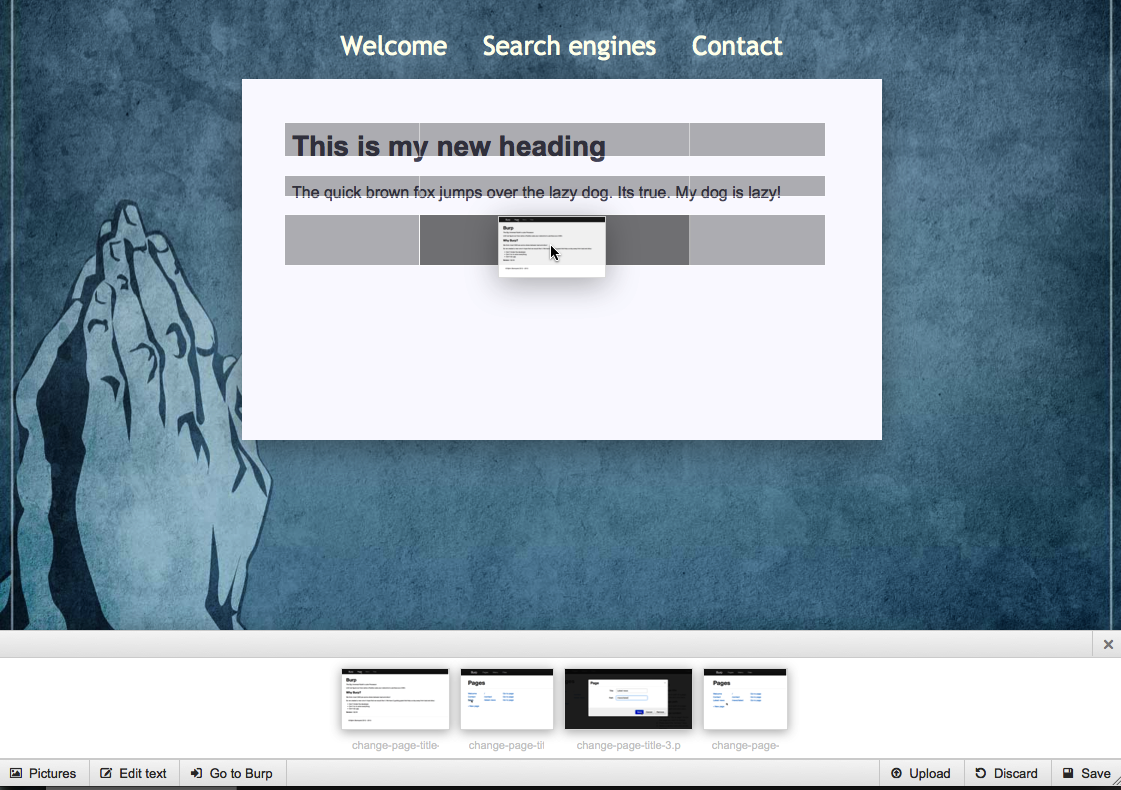 Welcome Search engines Contact
This is my new heading
The quick brown fox jumps over the lazy dog. Its true. My dog is lazy!
Burp
Why Burp?
Burp
Why Burp?
Pages
Page
Pages
change-page-title- change-page-til change-page-title-3.p change-page-
Pictures Edit text Go to Burp Upload Discard Save